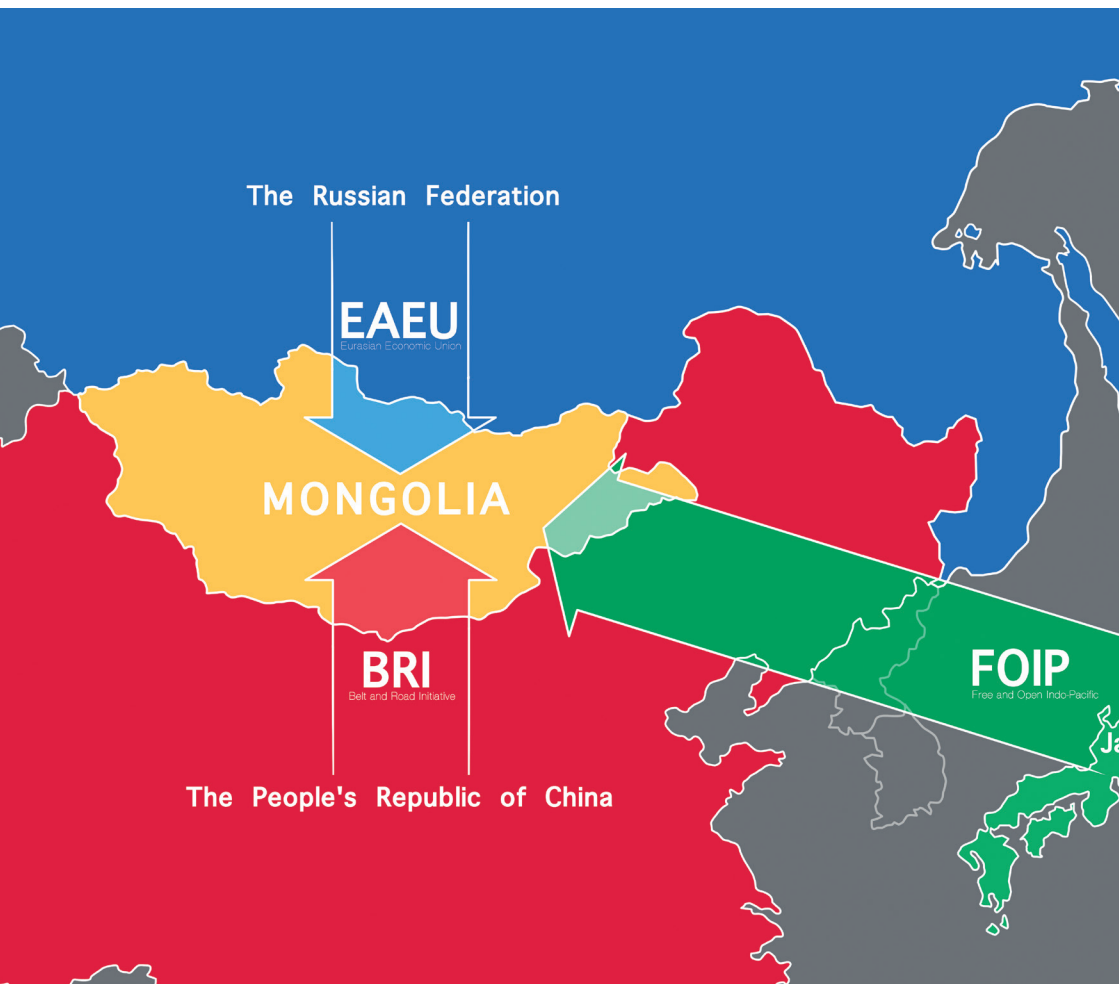 The Russian Federation
EAEU
Eurasian Economic Union
MONGOLIA
BRI
Belt and Road Initiative
FOIP
Free and Open Indo-Pacific
Ja
The People's Republic of China